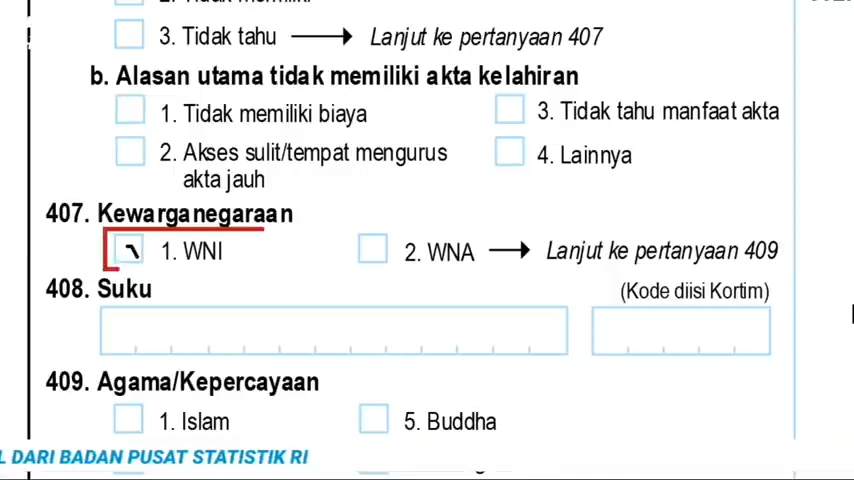 3. Tidak tahu → Lanjut ke pertanyaan 407
b. Alasan utama tidak memiliki akta kelahiran
1. Tidak memiliki biaya
3. Tidak tahu manfaat akta
2. Akses sulit/tempat mengurus
akta jauh
4. Lainnya
407. Kewarganegaraan
1. WNI
2. WNA → Lanjut ke pertanyaan 409
408. Suku
(Kode diisi Kortim)
409. Agama/Kepercayaan
1. Islam
5. Buddha
DARI BADAN PUSAT STATISTIK RI